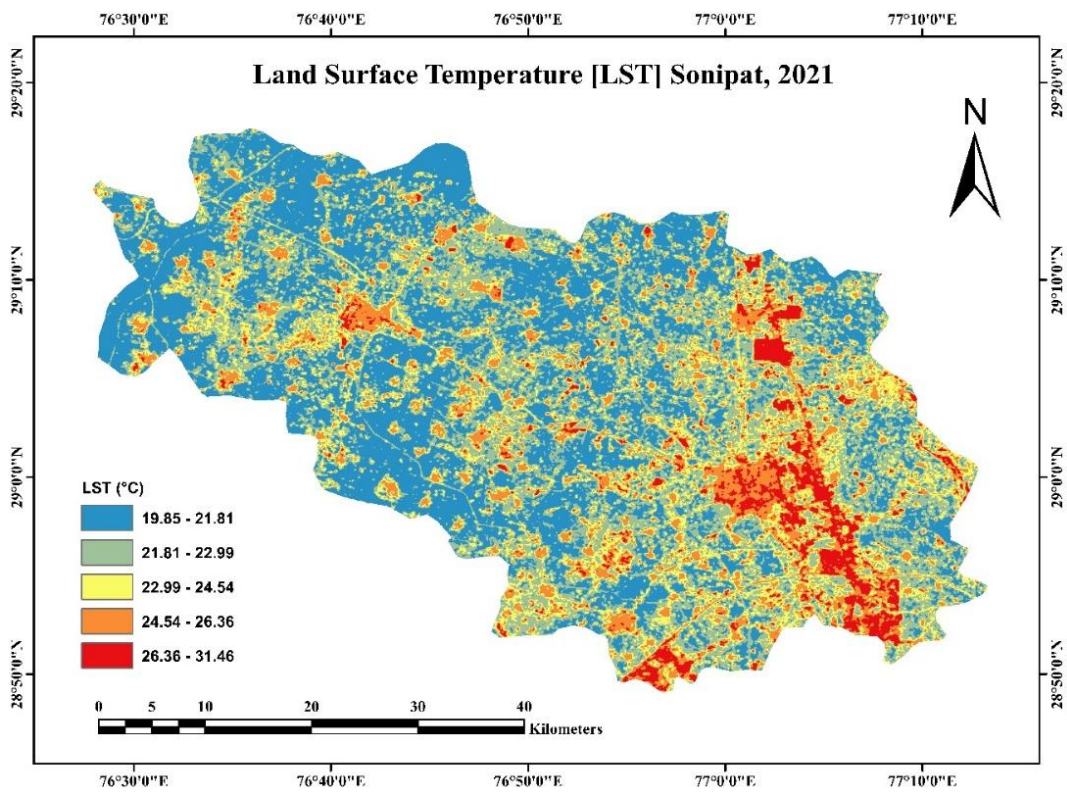 76°30'0"E 76°40'0"E 76°50'0"E 77°0'0"E 77°10'0"E
Land Surface Temperature [LST] Sonipat, 2021
N
29°20'0"N 29°20'0"N
29°10'0"N 29°10'0"N
29°0'0"N 29°0'0"N
28°50'0"N 28°50'0"N
LST (°C)
19.85 - 21.81
21.81 - 22.99
22.99 - 24.54
24.54 - 26.36
26.36 - 31.46
0 5 10 20 30 40
Kilometers
76°30'0"E 76°40'0"E 76°50'0"E 77°0'0"E 77°10'0"E